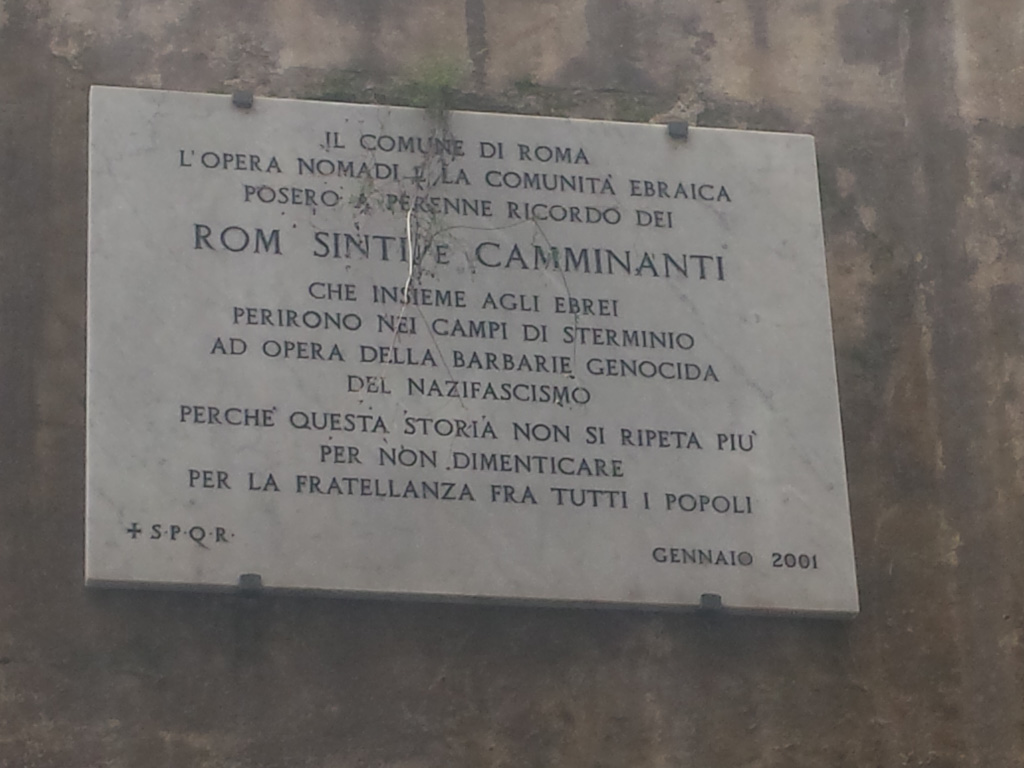 IL COMUNE DI ROMA
L'OPERA NOMADI E LA COMUNITÀ EBRAICA
POSERO A PERENNE RICORDO DEI
ROM SINTI E CAMMINANTI
CHE INSIEME AGLI EBREI
PERIRONO NEI CAMPI DI STERMINIO
AD OPERA DELLA BARBARIE GENOCIDA
DEL NAZIFASCISMO
PERCHE' QUESTA STORIA NON SI RIPETA PIU'
PER NON DIMENTICARE
PER LA FRATELLANZA FRA TUTTI I POPOLI
+ S·P·Q·R·
GENNAIO 2001